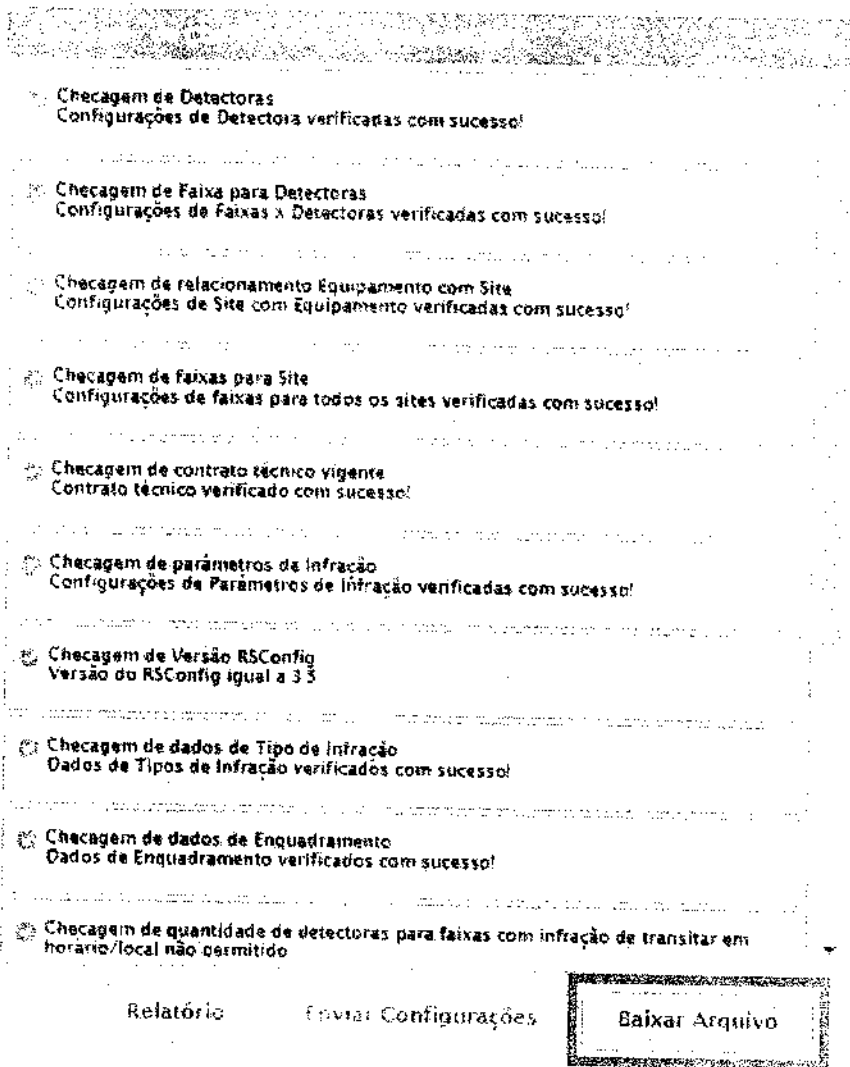 Checagem de Detectoras
Configurações de Detectora verificadas com sucesso!
Checagem de Faixa para Detectoras
Configurações de Faixas x Detectoras verificadas com sucesso!
Checagem de relacionamento Equipamento com Site
Configurações de Site com Equipamento verificadas com sucesso!
Checagem de faixas para Site
Configurações de faixas para todos os sites verificadas com sucesso!
Checagem de contrato técnico vigente
Contrato técnico verificado com sucesso!
Checagem de parâmetros de Infração
Configurações de Parâmetros de Infração verificadas com sucesso!
Checagem de Versão RSConfig
Versão do RSConfig igual a 3.5
Checagem de dados de Tipo de Infração
Dados de Tipos de Infração verificados com sucesso!
Checagem de dados de Enquadramento
Dados de Enquadramento verificados com sucesso!
Checagem de quantidade de detectoras para faixas com infração de transitar em
horário/local não permitido
Relatório Enviar Configurações Baixar Arquivo